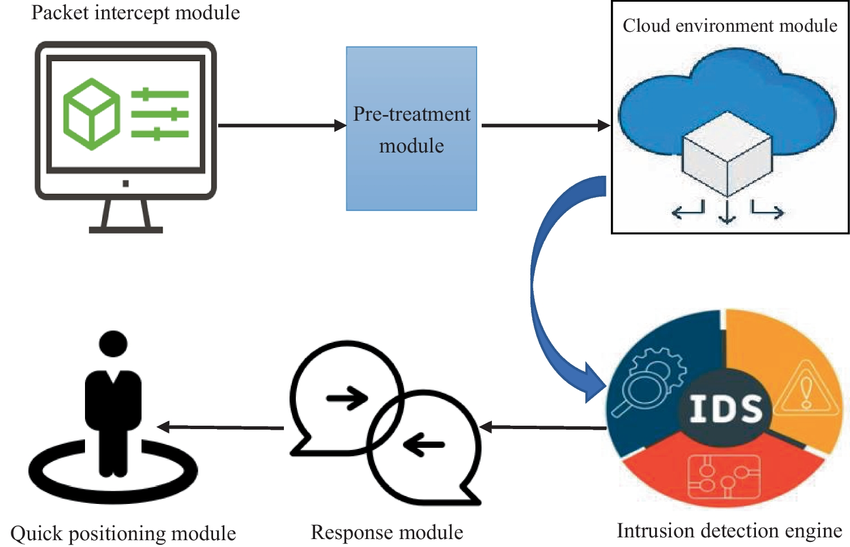 Packet intercept module
Cloud environment module
Pre-treatment
module
IDS
Quick positioning module
Response module
Intrusion detection engine